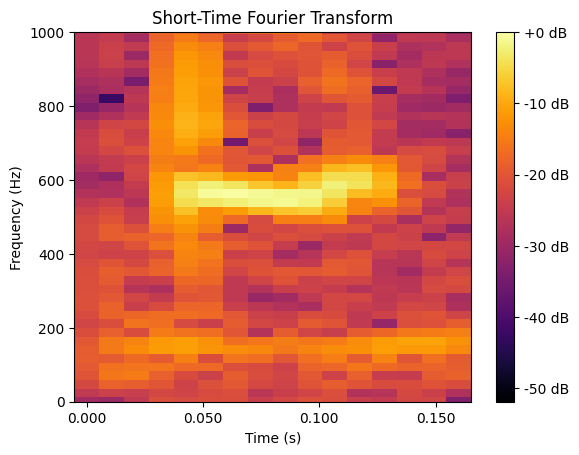 Short-Time Fourier Transform
1000
800
600
400
200
0
Frequency (Hz)
0.000
0.050
0.100
0.150
Time (s)
+0 dB
-10 dB
-20 dB
-30 dB
-40 dB
-50 dB